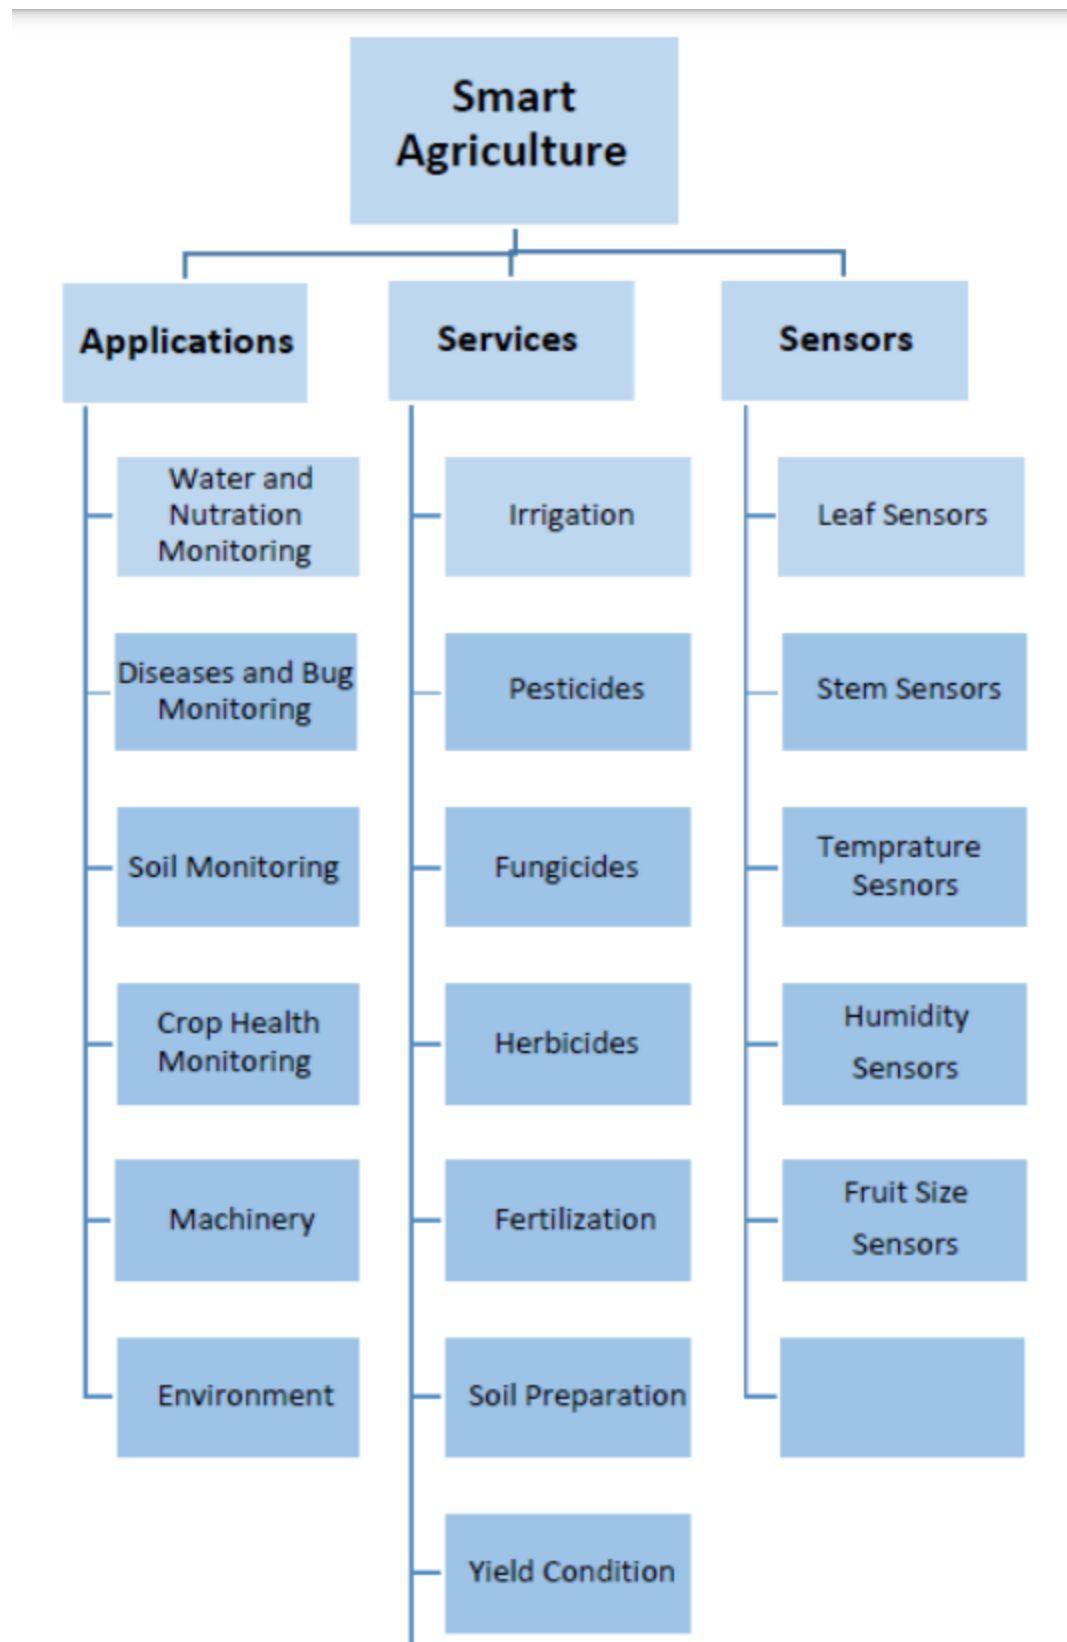 Smart
Agriculture
Applications
Services
Sensors
Water and
Nutration
Monitoring
Irrigation
Leaf Sensors
Diseases and Bug
Monitoring
Pesticides
Stem Sensors
Soil Monitoring
Fungicides
Temprature
Sesnors
Crop Health
Monitoring
Herbicides
Humidity
Sensors
Machinery
Fertilization
Fruit Size
Sensors
Environment
Soil Preparation
Yield Condition